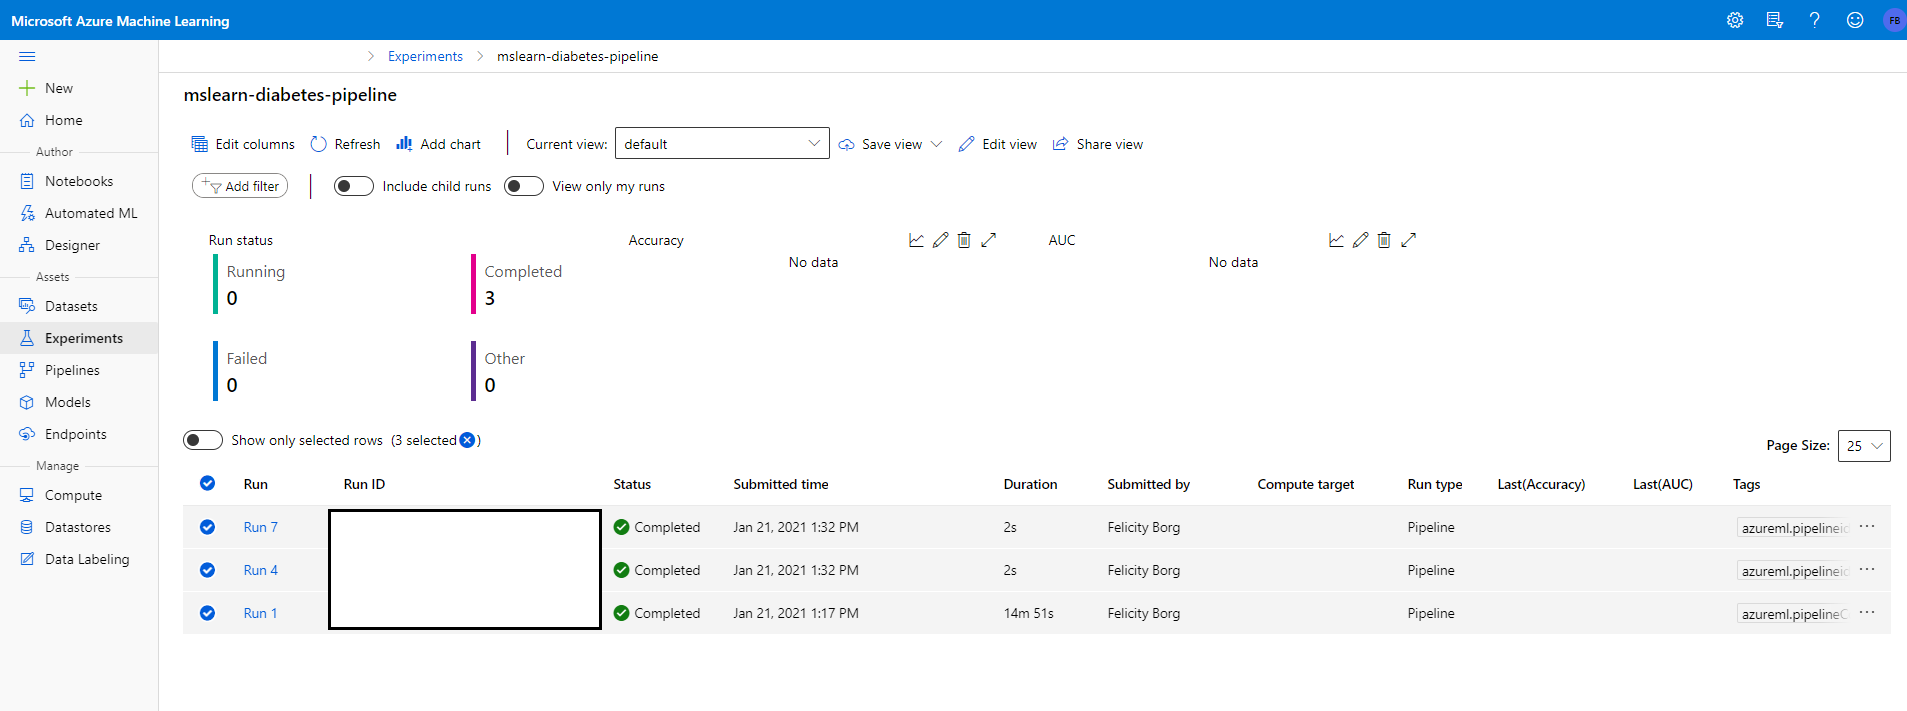 Microsoft Azure Machine Learning
FB
Experiments
mslearn-diabetes-pipeline
New
Home
Author
Notebooks
Automated ML
Designer
Assets
Datasets
Experiments
Pipelines
Models
Endpoints
Manage
Compute
Datastores
Data Labeling
mslearn-diabetes-pipeline
Edit columns Refresh Add chart Current view: default Save view Edit view Share view
Add filter Include child runs View only my runs
Run status
Running
0
Completed
3
Failed
0
Other
0
Accuracy
No data
AUC
No data
Show only selected rows (3 selected )
Page Size: 25
Run Run ID Status Submitted time Duration Submitted by Compute target Run type Last(Accuracy) Last(AUC) Tags
Run 7 Completed Jan 21, 2021 1:32 PM 2s Felicity Borg Pipeline azureml.pipelineid ...
Run 4 Completed Jan 21, 2021 1:32 PM 2s Felicity Borg Pipeline azureml.pipelineid ...
Run 1 Completed Jan 21, 2021 1:17 PM 14m 51s Felicity Borg Pipeline azureml.pipelineC ...